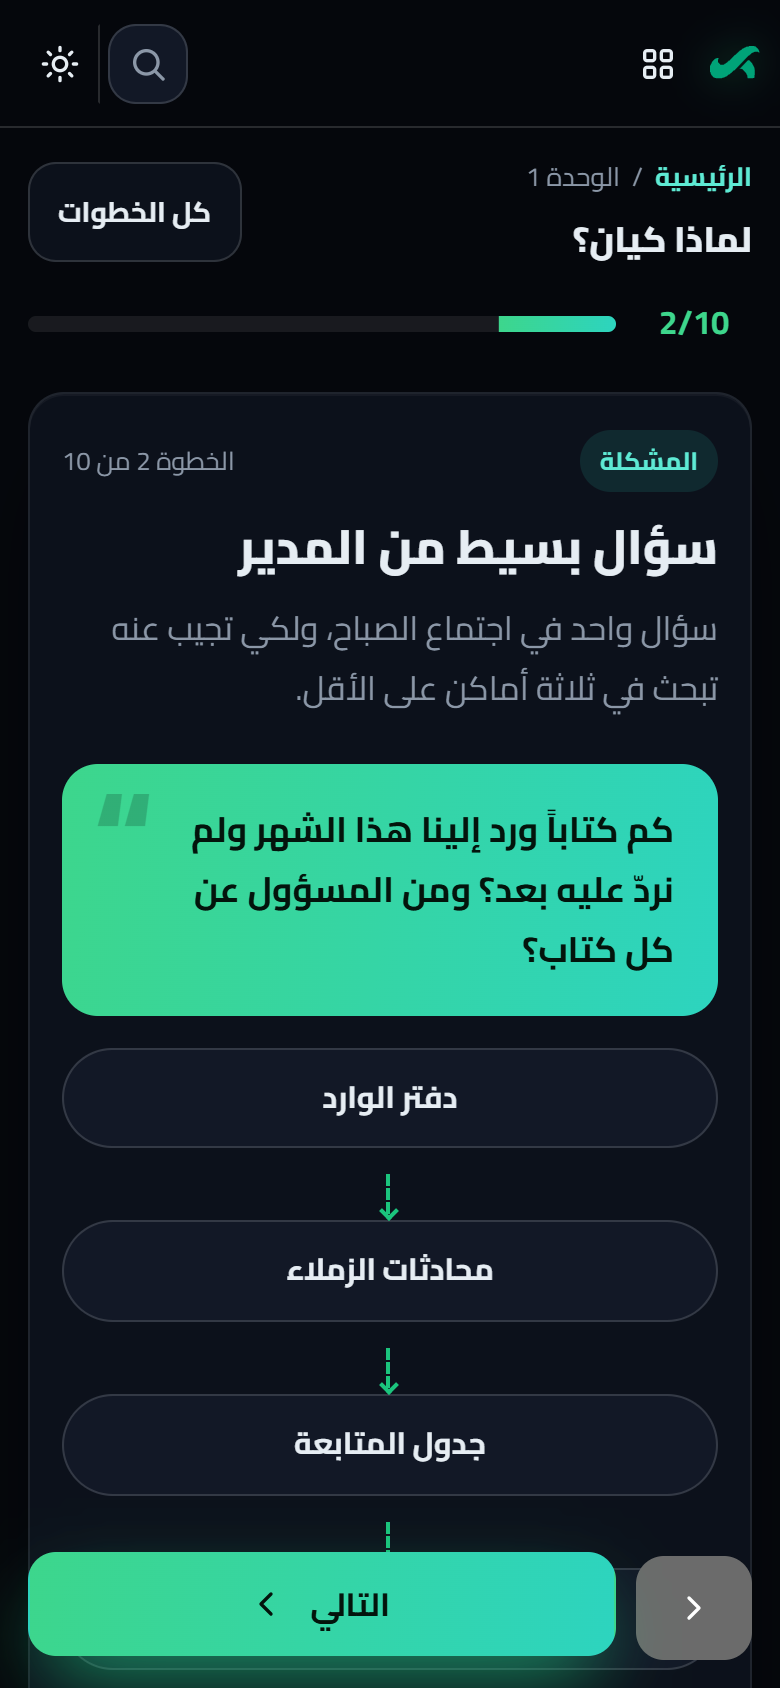 الرئيسية / الوحدة 1
كل الخطوات
لماذا كيان؟
2/10
المشكلة
الخطوة 2 من 10
سؤال بسيط من المدير
سؤال واحد في اجتماع الصباح، ولكي تجيب عنه
تبحث في ثلاثة أماكن على الأقل.
كم كتاباً ورد إلينا هذا الشهر ولم
نردّ عليه بعد؟ ومن المسؤول عن
كل كتاب؟
دفتر الوارد
محادثات الزملاء
جدول المتابعة
التالي